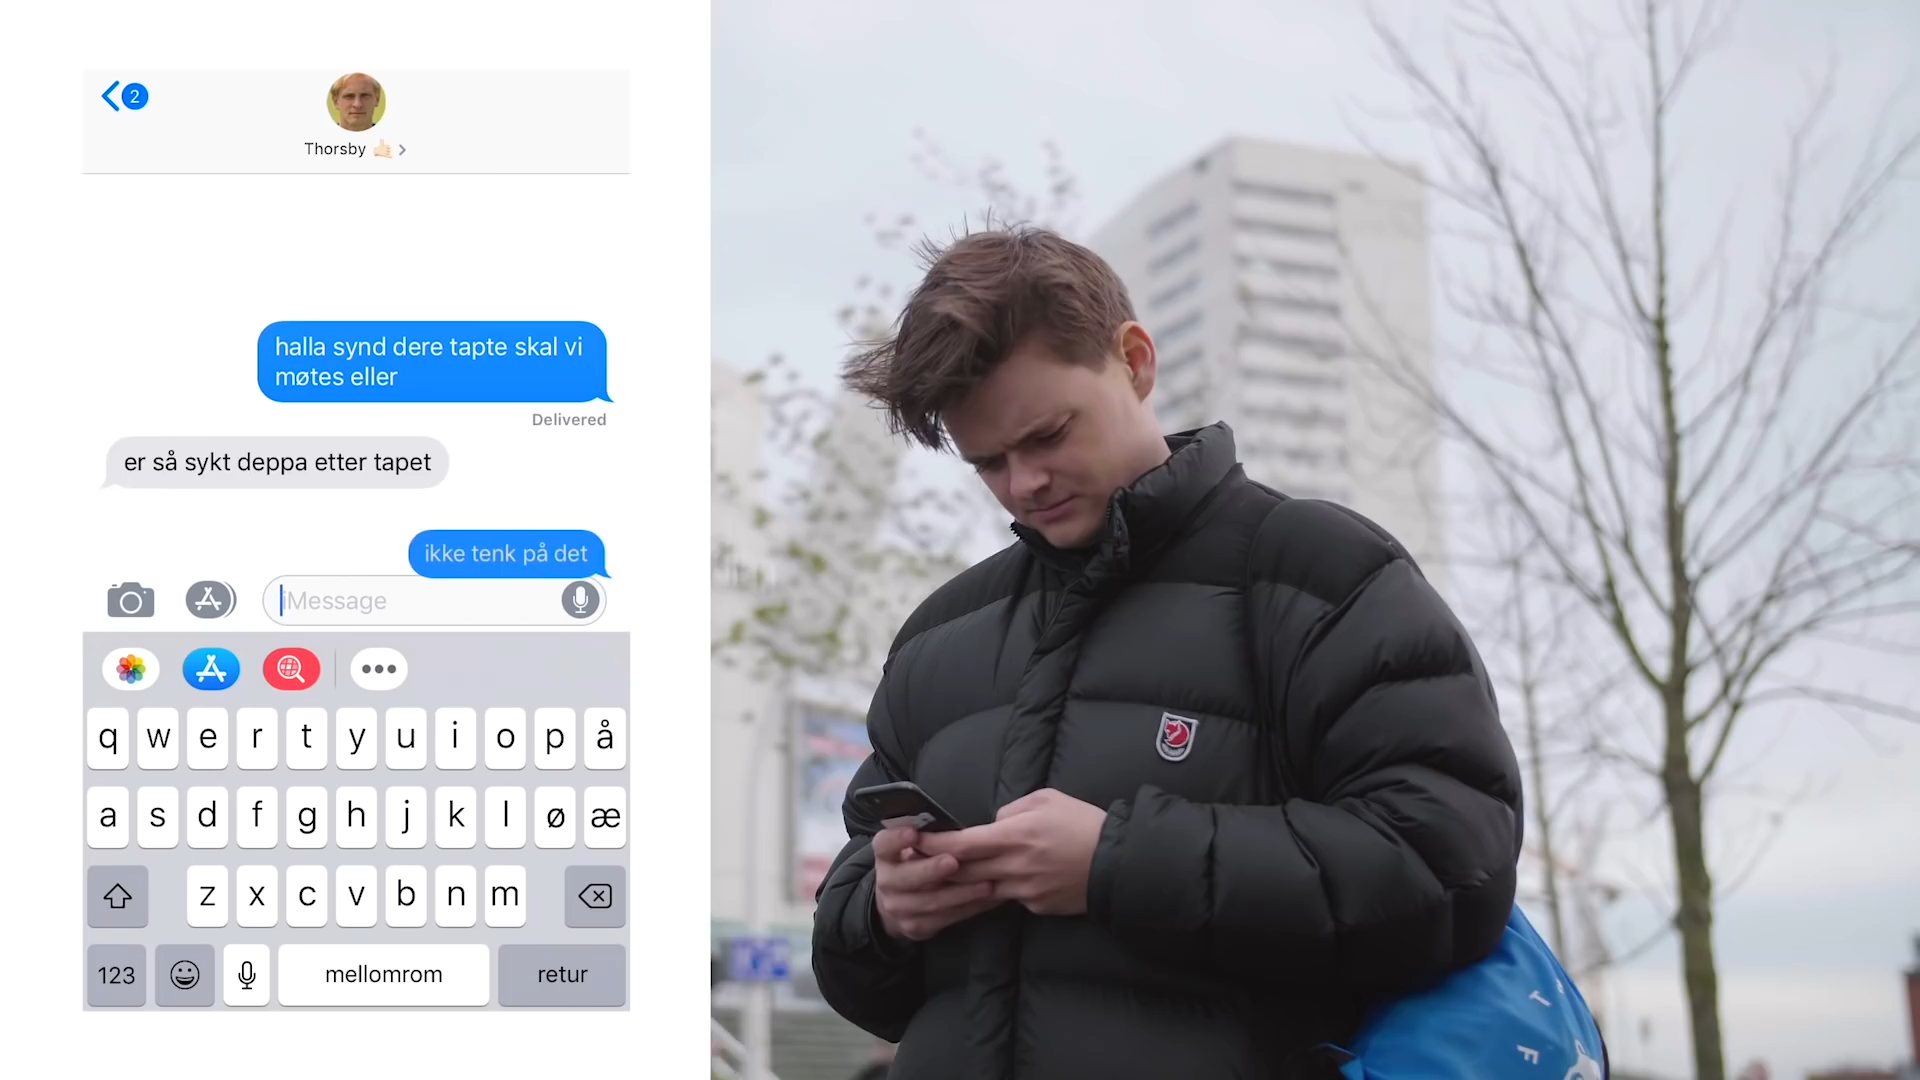 2
Thorsby 🤙🏻 >
halla synd dere tapte skal vi
møtes eller
Delivered
er så sykt deppa etter tapet
ikke tenk på det
iMessage
q w e r t y u i o p å
a s d f g h j k l ø æ
z x c v b n m
123 mellomrom retur